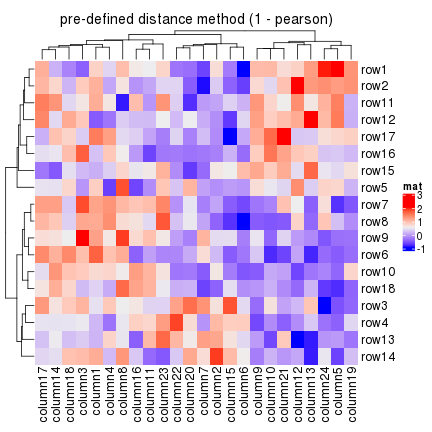 pre-defined distance method (1 - pearson)
row1
row2
row11
row12
row17
row16
row15
row5
row7
row8
row9
row6
row10
row18
row3
row4
row13
row14
mat
3
2
1
0
-1
column17
column14
column18
column3
column1
column4
column8
column16
column11
column23
column22
column20
column7
column2
column15
column6
column9
column10
column21
column12
column13
column24
column5
column19